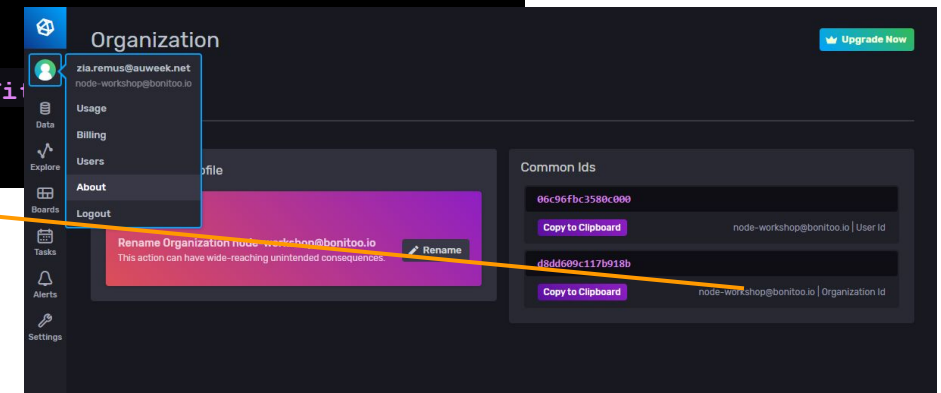 Organization
Upgrade Now
zia.remus@auweek.net
node-workshop@bonitoo.io
Usage
Billing
Users
About
Logout
Data
Explore
Boards
Tasks
Alerts
Settings
Rename Organization node-workshop@bonitoo.io
This action can have wide-reaching unintended consequences.
Rename
Common Ids
06c96fbc3580c000
Copy to Clipboard
node-workshop@bonitoo.io | User Id
d8dd609c117b918b
Copy to Clipboard
node-workshop@bonitoo.io | Organization Id